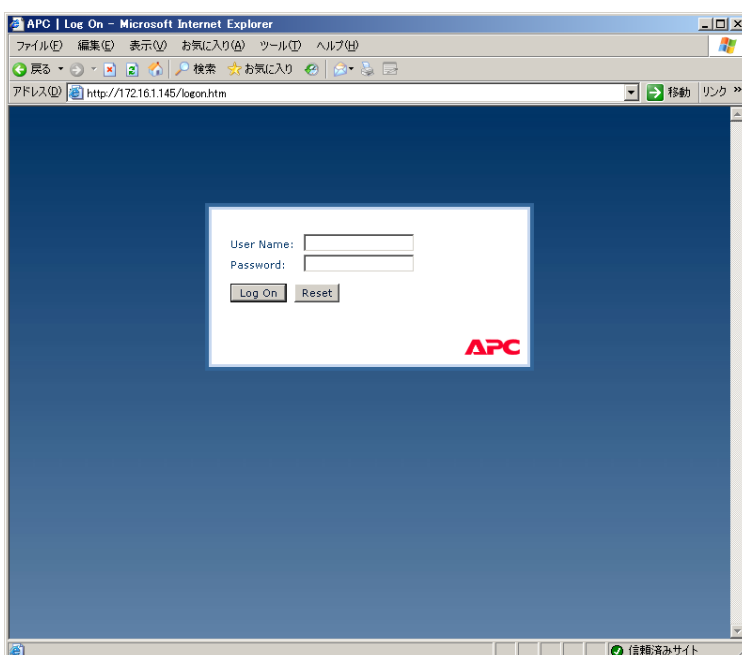 APC | Log On - Microsoft Internet Explorer
ファイル(F) 編集(E) 表示(V) お気に入り(A) ツール(T) ヘルプ(H)
戻る 検索 お気に入り
アドレス(D) http://172.16.1.145/logon.htm 移動 リンク »
User Name:
Password:
Log On Reset
APC
信頼済みサイト